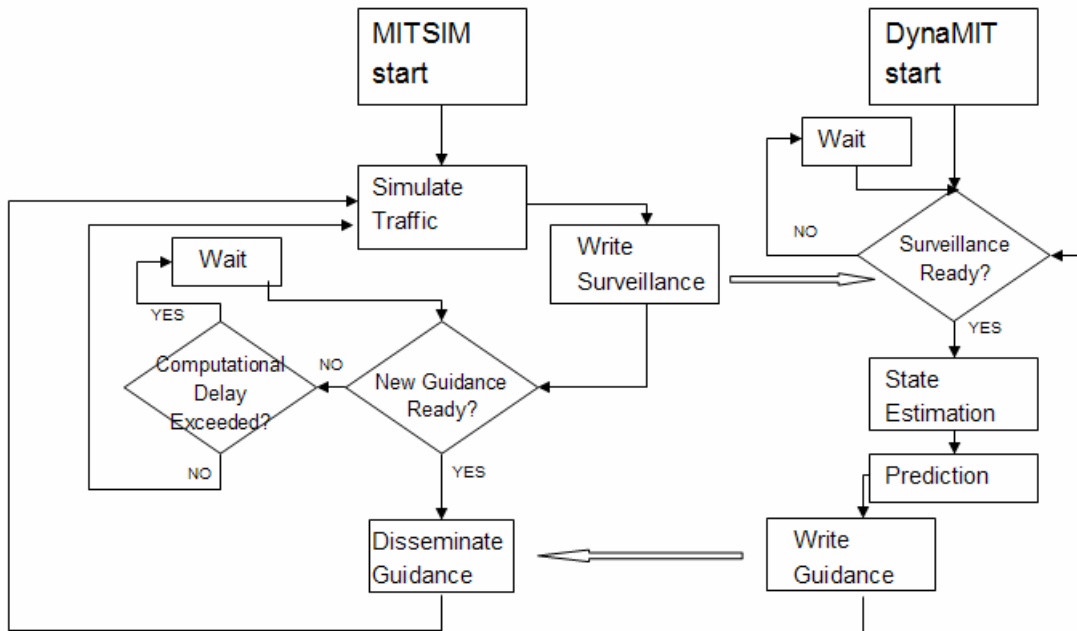 MITSIM
start
DynaMIT
start
Wait
Simulate
Traffic
NO
Surveillance
Ready?
Write
Surveillance
Wait
YES
YES
Computational
Delay
Exceeded?
NO
New Guidance
Ready?
State
Estimation
NO
YES
Prediction
Disseminate
Guidance
Write
Guidance